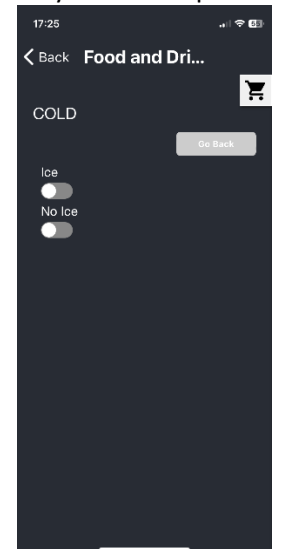 17:25
Back Food and Dri...
COLD
Go Back
Ice
No Ice